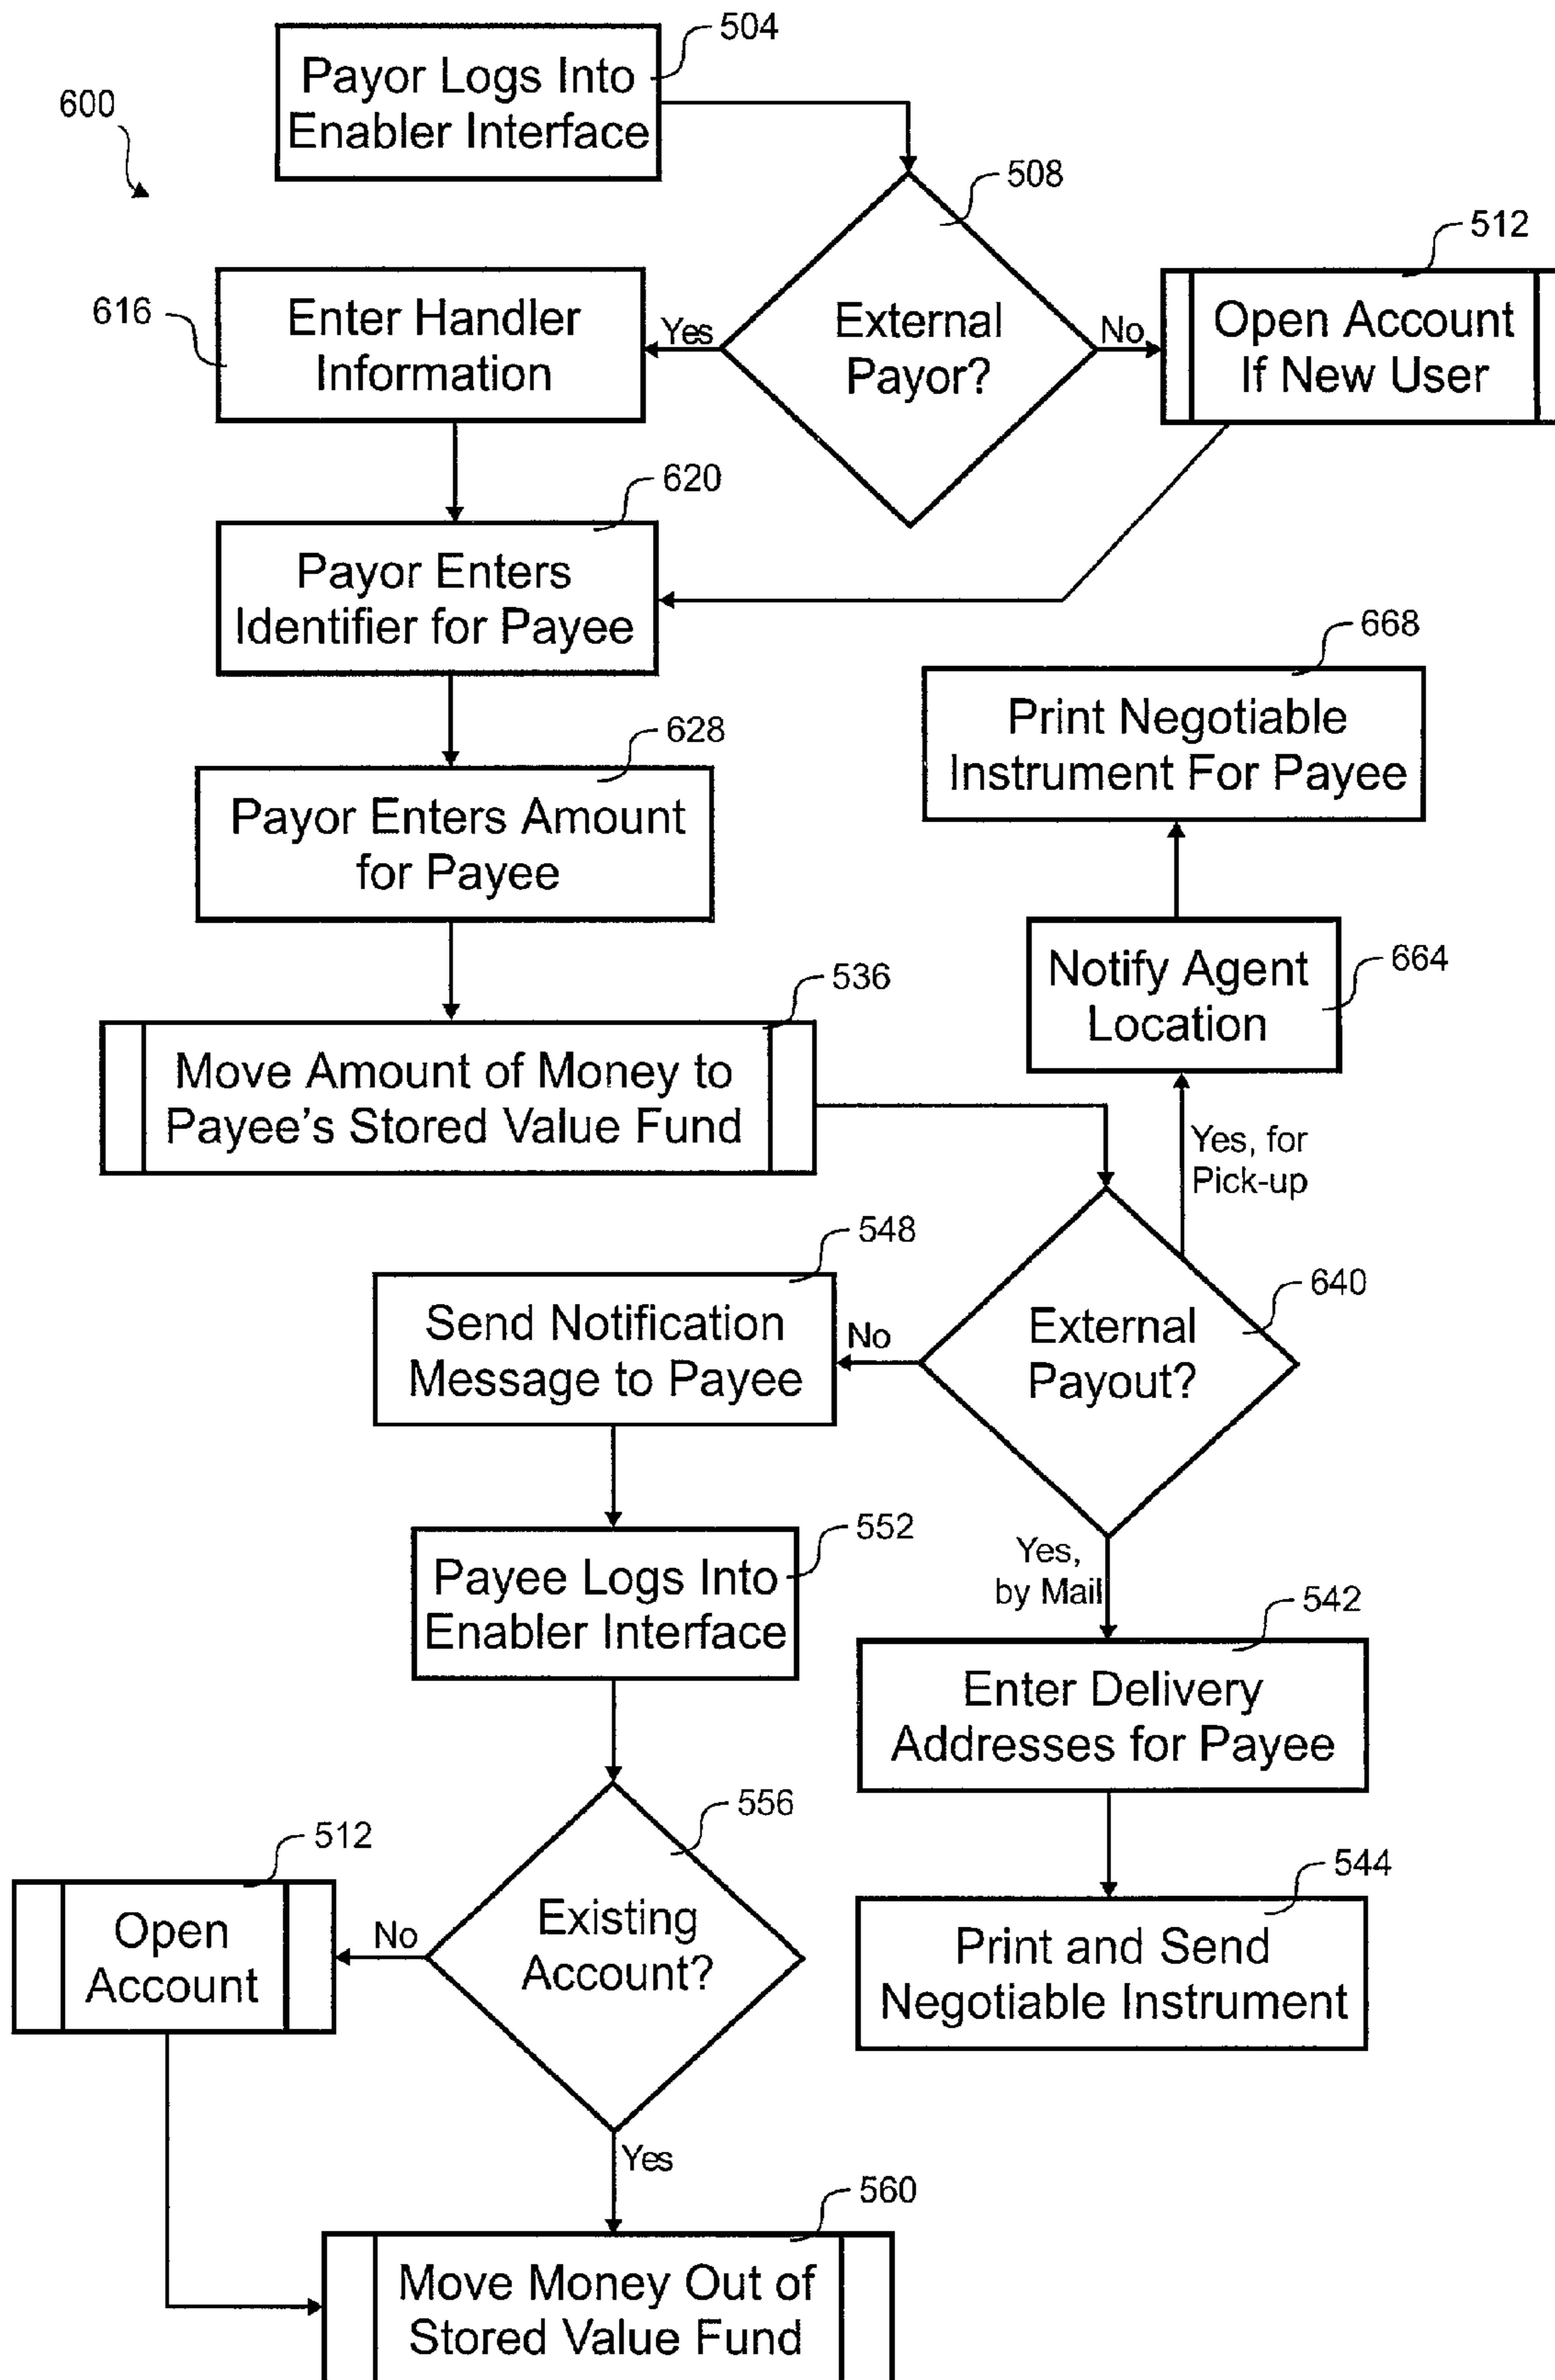 504
Payor Logs Into
Enabler Interface
600
508
512
616
Enter Handler
Information
Yes
External
Payor?
No
Open Account
If New User
620
Payor Enters
Identifier for Payee
668
Print Negotiable
Instrument For Payee
628
Payor Enters Amount
for Payee
664
Notify Agent
Location
536
Move Amount of Money to
Payee's Stored Value Fund
Yes, for
Pick-up
548
Send Notification
Message to Payee
No
640
External
Payout?
552
Payee Logs Into
Enabler Interface
Yes,
by Mail
542
Enter Delivery
Addresses for Payee
556
512
Open
Account
No
Existing
Account?
544
Print and Send
Negotiable Instrument
Yes
560
Move Money Out of
Stored Value Fund